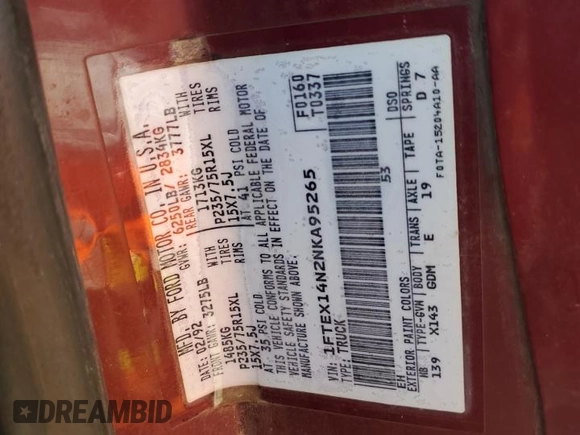 MFD. BY FORD MOTOR CO. IN U.S.A.
DATE: 02/92 GVWR: 6250LB/ 2834KG
FRONT GAWR: 3275LB REAR GAWR: 3777LB
1485KG WITH 1713KG WITH
P235/75R15XL TIRES P235/75R15XL TIRES
15X7.5J RIMS 15X7.5J RIMS
AT 35 PSI COLD AT 41 PSI COLD
THIS VEHICLE CONFORMS TO ALL APPLICABLE FEDERAL MOTOR
VEHICLE SAFETY STANDARDS IN EFFECT ON THE DATE OF
MANUFACTURE SHOWN ABOVE.
VIN: 1FTEX14N2NKA95265 F0160
TYPE: TRUCK T0337
EH 53
EXTERIOR PAINT COLORS DSO
WB TYPE-GVW BODY TRANS AXLE TAPE SPRINGS
139 X143 GDM E 19 D 7
F0TA-15204A10-AA
DREAMBID